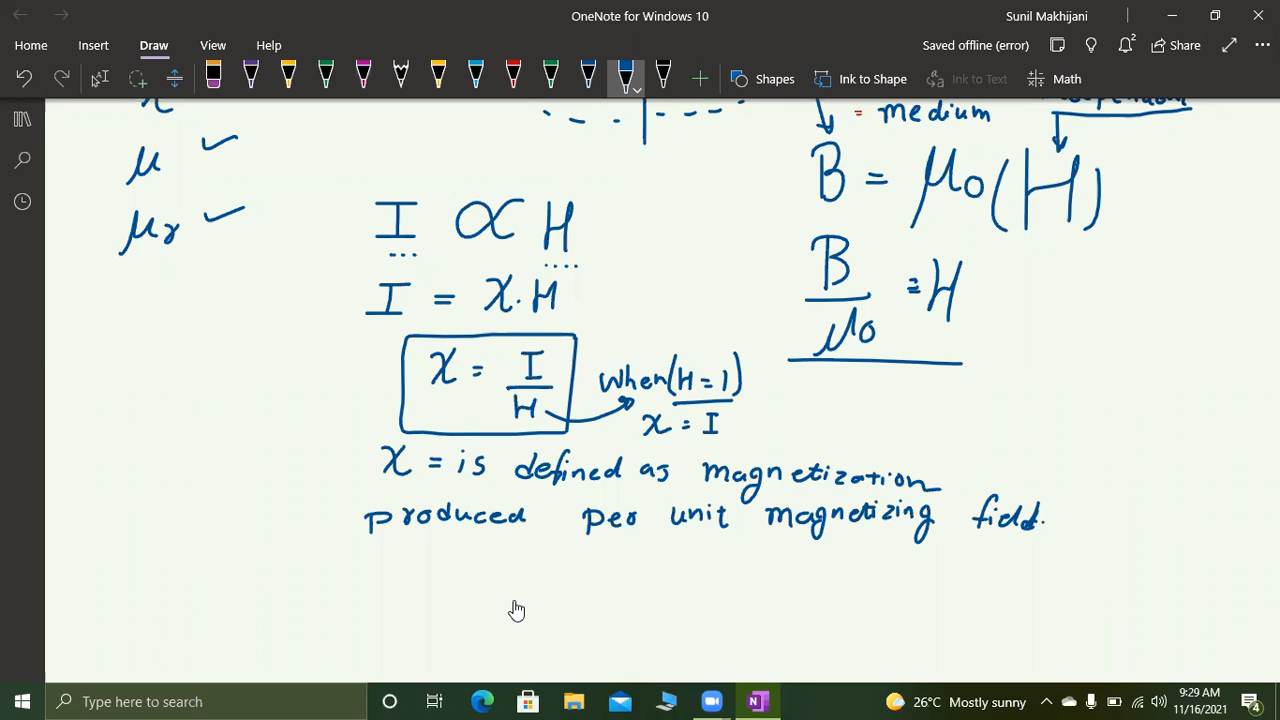 OneNote for Windows 10
Sunil Makhijani
Home Insert Draw View Help
Saved offline (error)
Share
Shapes
Ink to Shape
Ink to Text
Math
= medium
μ
μr
B = μ0(H)
B/μ0 = H
I ∝ H
I = χ.H
χ = I/H
When(H=1)
χ = I
χ = is defined as magnetization
produced per unit magnetizing field.
Type here to search
26°C Mostly sunny
9:29 AM
11/16/2021
4